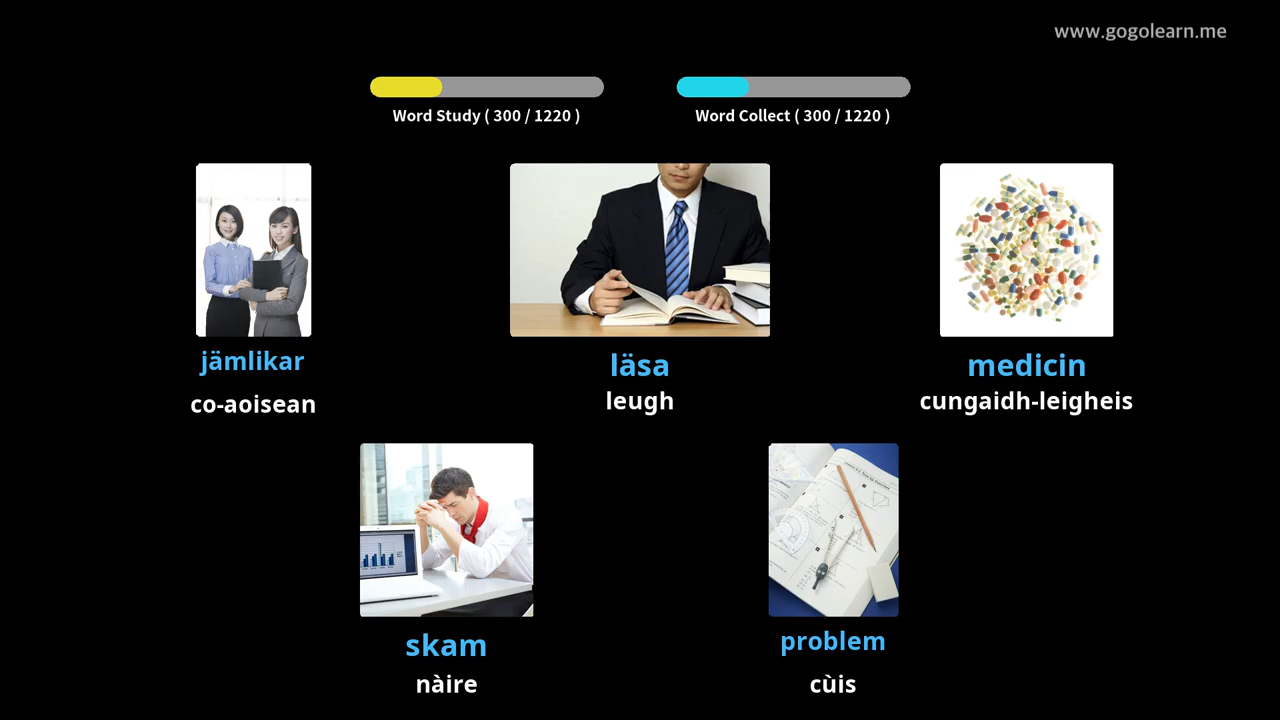 www.gogolearn.me
Word Study ( 300 / 1220 )
Word Collect ( 300 / 1220 )
jämlikar
läsa
medicin
co-aoisean
leugh
cungaidh-leigheis
skam
problem
nàire
cùis